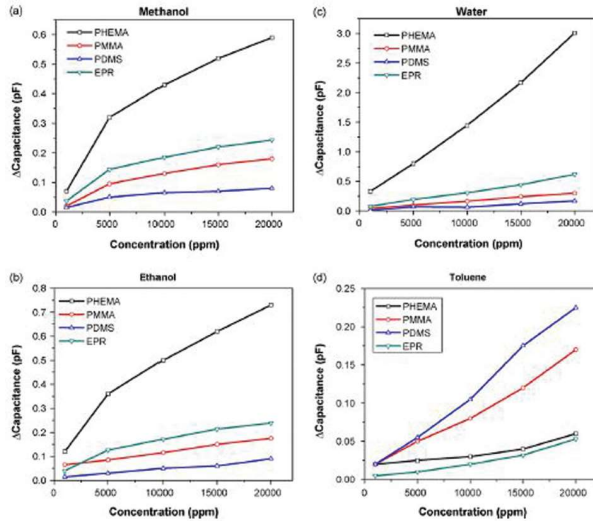 (a)
Methanol
PHEMA
PMMA
PDMS
EPR
0.6
0.5
0.4
0.3
0.2
0.1
0.0
ΔCapacitance (pF)
0 5000 10000 15000 20000
Concentration (ppm)
(c)
Water
PHEMA
PMMA
PDMS
EPR
3.0
2.5
2.0
1.5
1.0
0.5
0.0
ΔCapacitance (pF)
0 5000 10000 15000 20000
Concentration (ppm)
(b)
Ethanol
PHEMA
PMMA
PDMS
EPR
0.8
0.7
0.6
0.5
0.4
0.3
0.2
0.1
0.0
ΔCapacitance (pF)
0 5000 10000 15000 20000
Concentration (ppm)
(d)
Toluene
PHEMA
PMMA
PDMS
EPR
0.25
0.20
0.15
0.10
0.05
0.00
ΔCapacitance (pF)
0 5000 10000 15000 20000
Concentration (ppm)